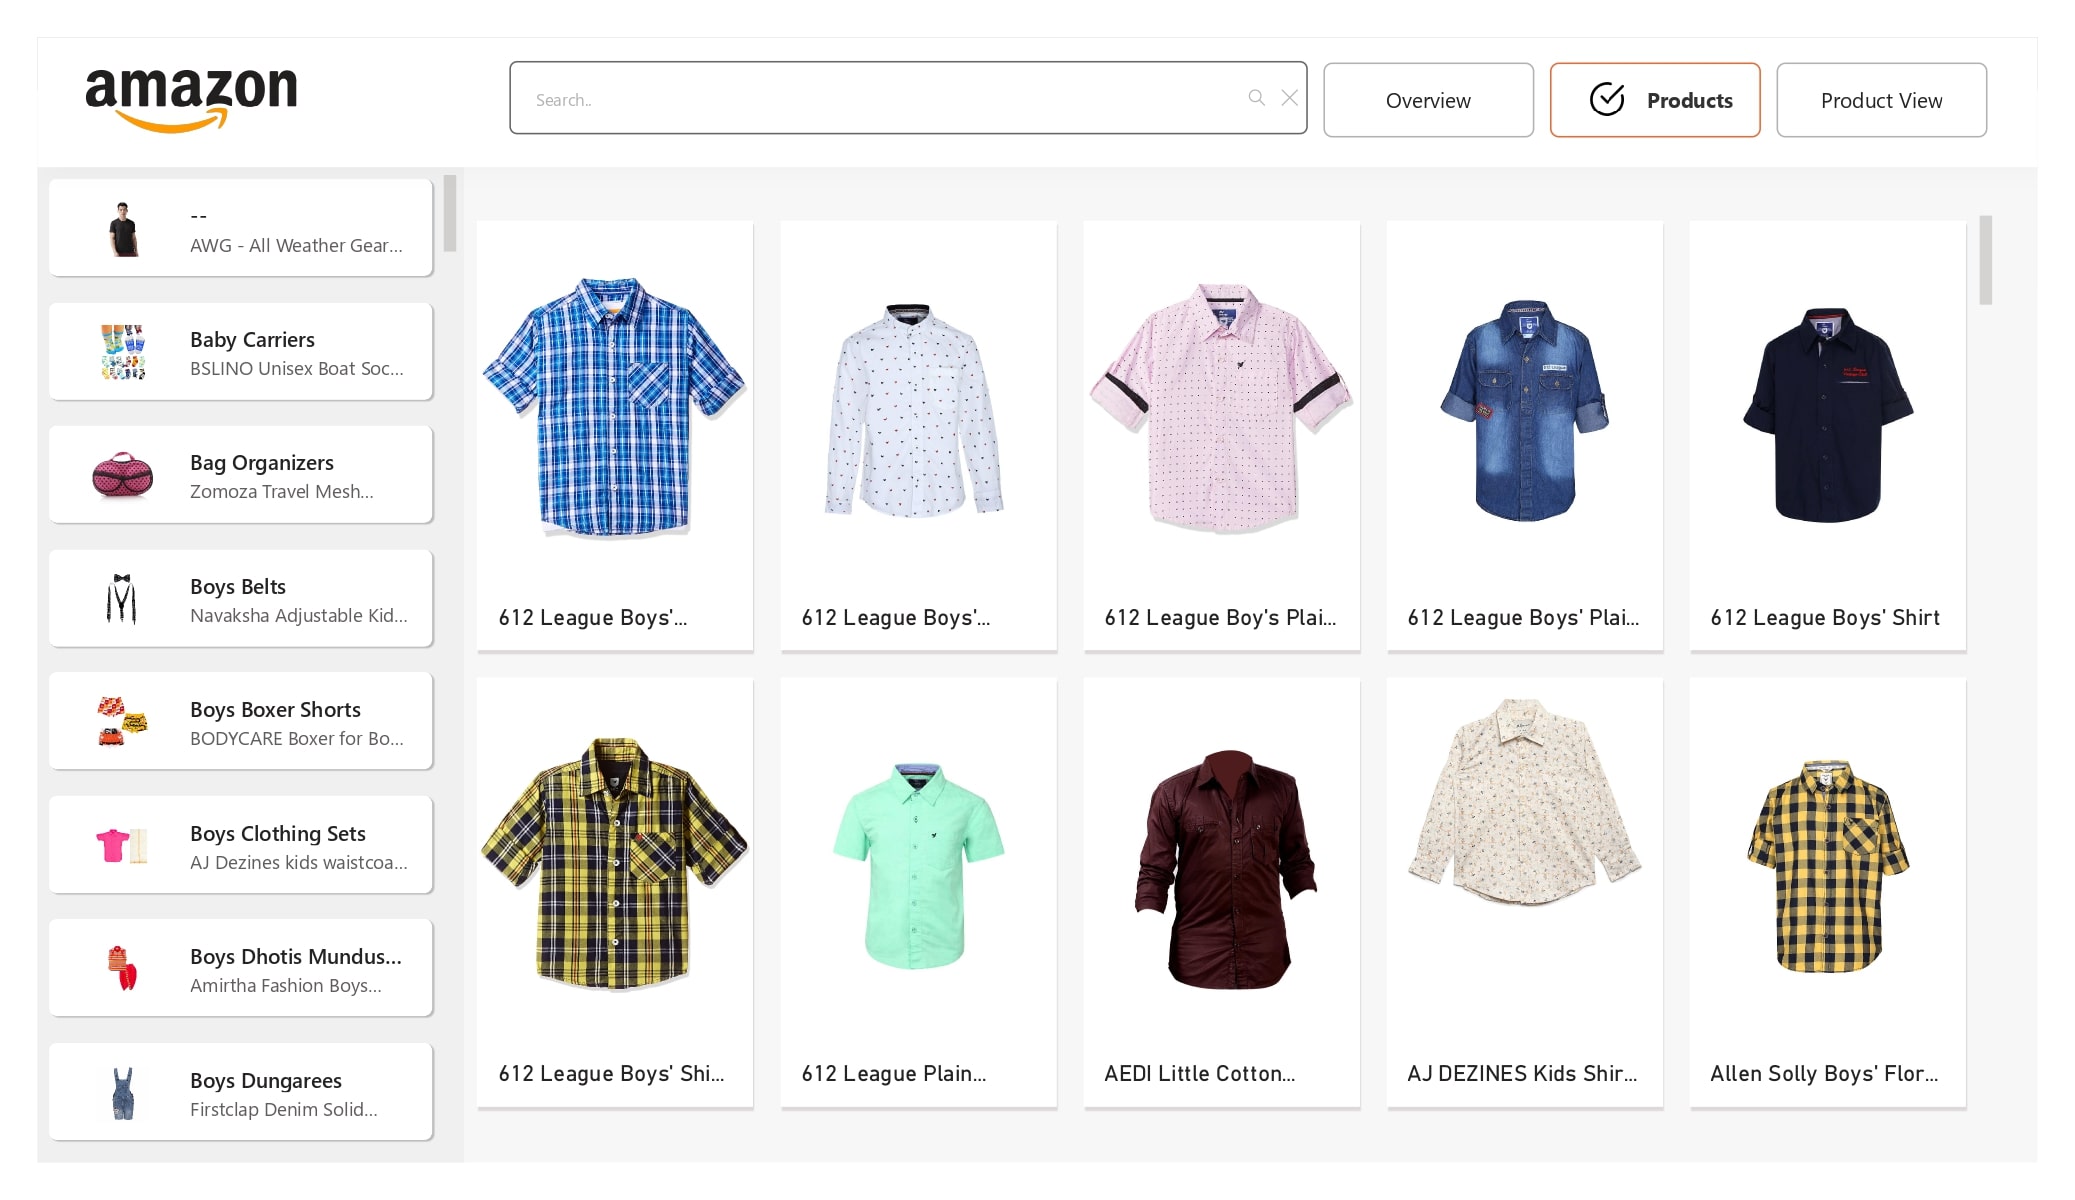 amazon
Search..
Overview
Products
Product View
--
AWG - All Weather Gear...
Baby Carriers
BSLINO Unisex Boat Soc...
Bag Organizers
Zomoza Travel Mesh...
Boys Belts
Navaksha Adjustable Kid...
Boys Boxer Shorts
BODYCARE Boxer for Bo...
Boys Clothing Sets
AJ Dezines kids waistcoa...
Boys Dhotis Mundus...
Amirtha Fashion Boys...
Boys Dungarees
Firstclap Denim Solid...
612 League Boys'...
612 League Boys'...
612 League Boy's Plai...
612 League Boys' Plai...
612 League Boys' Shirt
612 League Boys' Shi...
612 League Plain...
AEDI Little Cotton...
AJ DEZINES Kids Shir...
Allen Solly Boys' Flor...